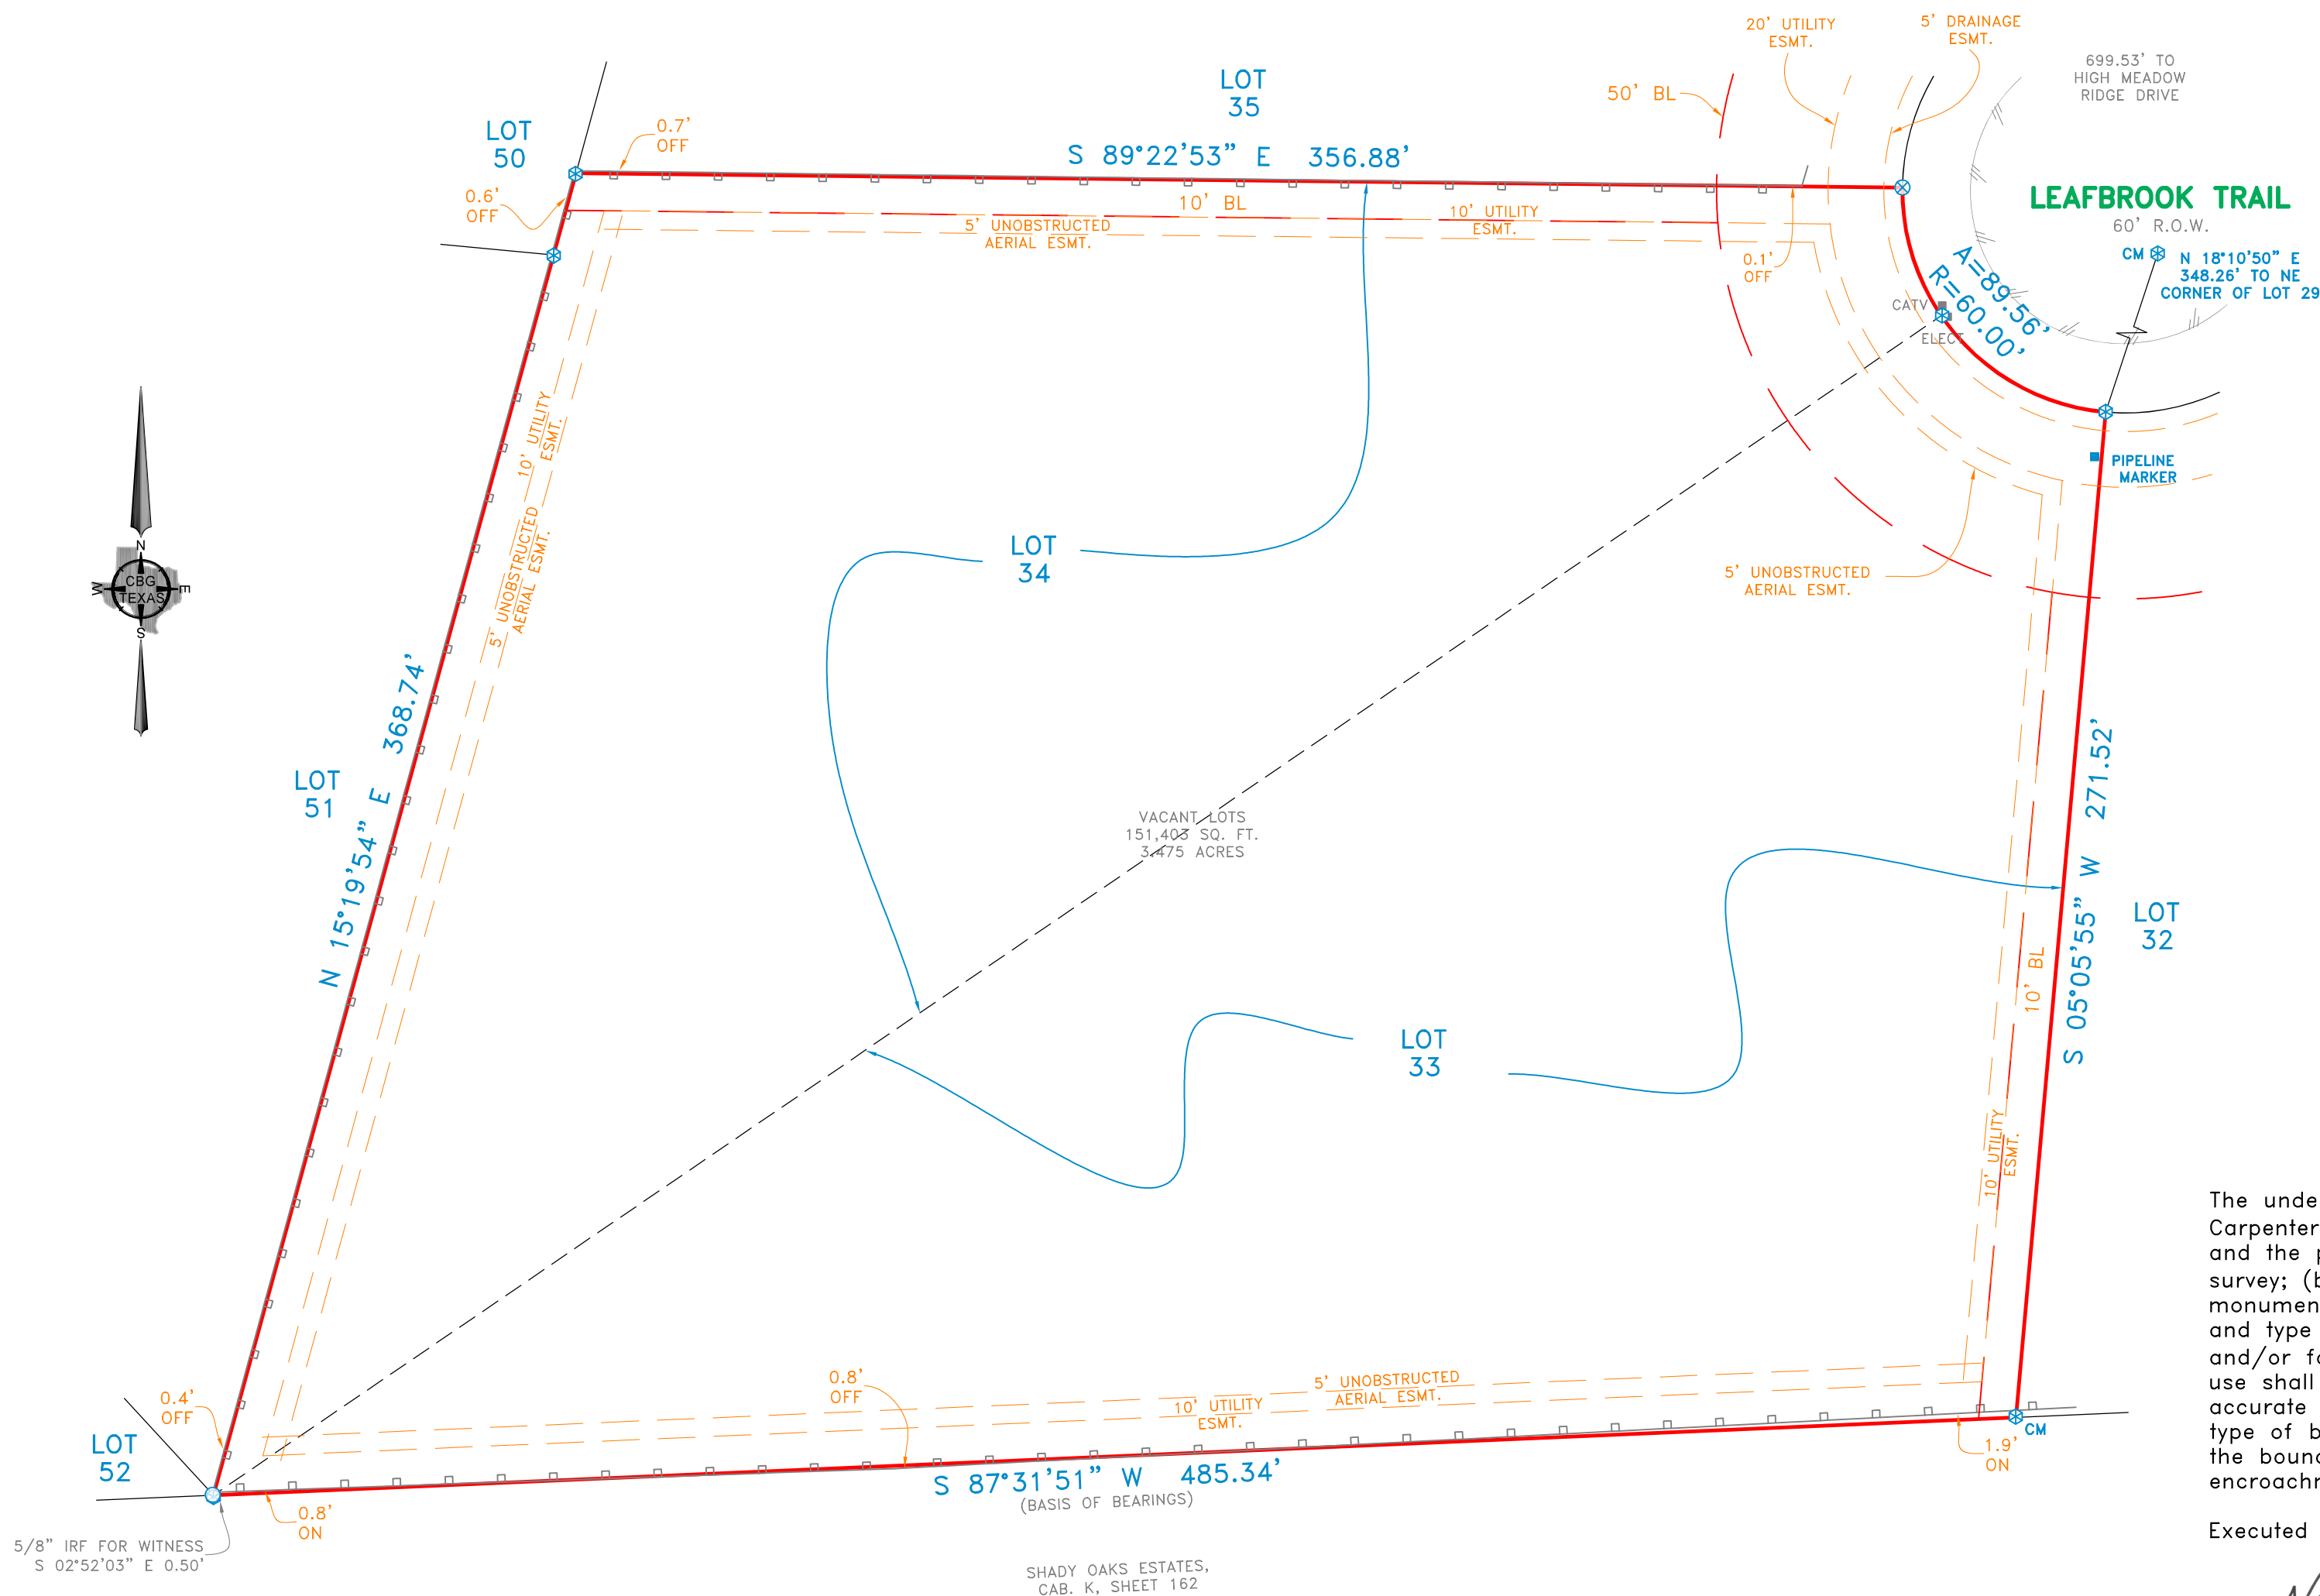 20' UTILITY
ESMT.
5' DRAINAGE
ESMT.
699.53' TO
HIGH MEADOW
RIDGE DRIVE
50' BL
LOT
35
LOT
50
0.7'
OFF
S 89°22'53" E 356.88'
0.6'
OFF
10' BL
10' UTILITY
ESMT.
5' UNOBSTRUCTED
AERIAL ESMT.
LEAFBROOK TRAIL
60' R.O.W.
0.1'
OFF
A=89.56'
R=60.00'
CM
N 18°10'50" E
348.26' TO NE
CORNER OF LOT 29
CATV
ELECT
PIPELINE
MARKER
10' UTILITY
ESMT.
5' UNOBSTRUCTED
AERIAL ESMT.
N
CBG
TEXAS
W
E
S
LOT
34
5' UNOBSTRUCTED
AERIAL ESMT.
N 15°19'54" E 368.74'
LOT
51
VACANT LOTS
151,403 SQ. FT.
3.475 ACRES
S 05°05'55" W 271.52'
LOT
32
10' BL
LOT
33
10' UTILITY
ESMT.
The unde
Carpenter
and the p
survey; (b
monumen
and type
and/or fo
use shall
accurate
type of b
the bound
encroachr
Executed
0.4'
OFF
0.8'
OFF
5' UNOBSTRUCTED
AERIAL ESMT.
10' UTILITY
ESMT.
CM
1.9'
ON
LOT
52
S 87°31'51" W 485.34'
(BASIS OF BEARINGS)
0.8'
ON
5/8" IRF FOR WITNESS
S 02°52'03" E 0.50'
SHADY OAKS ESTATES,
CAB. K, SHEET 162